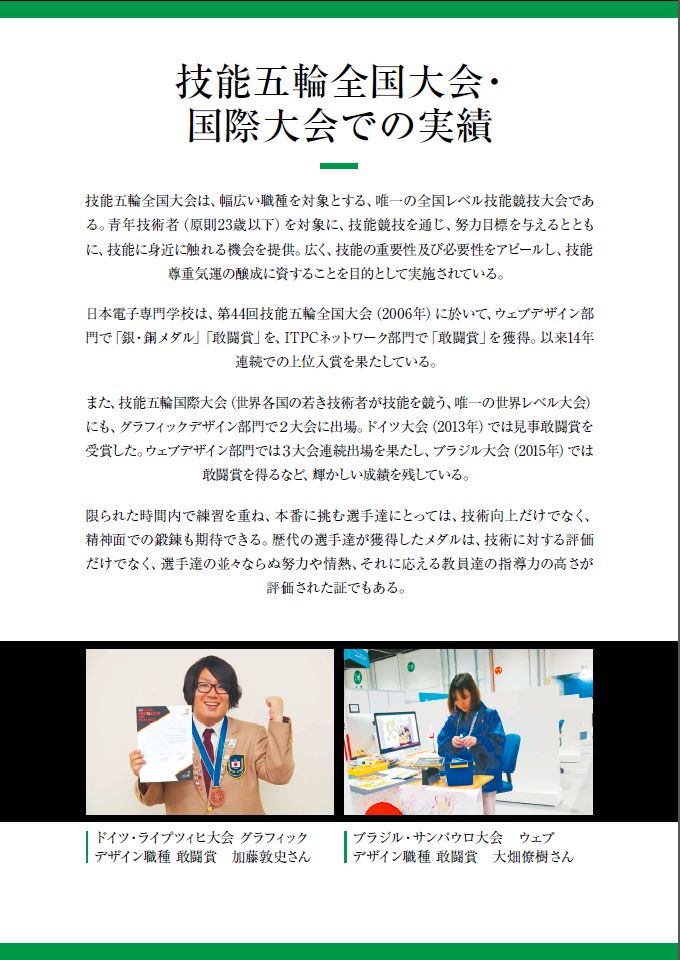 技能五輪全国大会・
国際大会での実績
技能五輪全国大会は、幅広い職種を対象とする、唯一の全国レベル技能競技大会であ
る。青年技術者（原則23歳以下）を対象に、技能競技を通じ、努力目標を与えるととも
に、技能に身近に触れる機会を提供。広く、技能の重要性及び必要性をアピールし、技能
尊重気運の醸成に資することを目的として実施されている。
日本電子専門学校は、第44回技能五輪全国大会（2006年）に於いて、ウェブデザイン部
門で「銀・銅メダル」「敢闘賞」を、ITPCネットワーク部門で「敢闘賞」を獲得。以来14年
連続での上位入賞を果たしている。
また、技能五輪国際大会（世界各国の若き技術者が技能を競う、唯一の世界レベル大会）
にも、グラフィックデザイン部門で２大会に出場。ドイツ大会（2013年）では見事敢闘賞を
受賞した。ウェブデザイン部門では３大会連続出場を果たし、ブラジル大会（2015年）では
敢闘賞を得るなど、輝かしい成績を残している。
限られた時間内で練習を重ね、本番に挑む選手達にとっては、技術向上だけでなく、
精神面での鍛錬も期待できる。歴代の選手達が獲得したメダルは、技術に対する評価
だけでなく、選手達の並々ならぬ努力や情熱、それに応える教員達の指導力の高さが
評価された証でもある。
ドイツ・ライプツィヒ大会 グラフィック
デザイン職種 敢闘賞　加藤敦史さん
ブラジル・サンパウロ大会　ウェブ
デザイン職種 敢闘賞　大畑僚樹さん